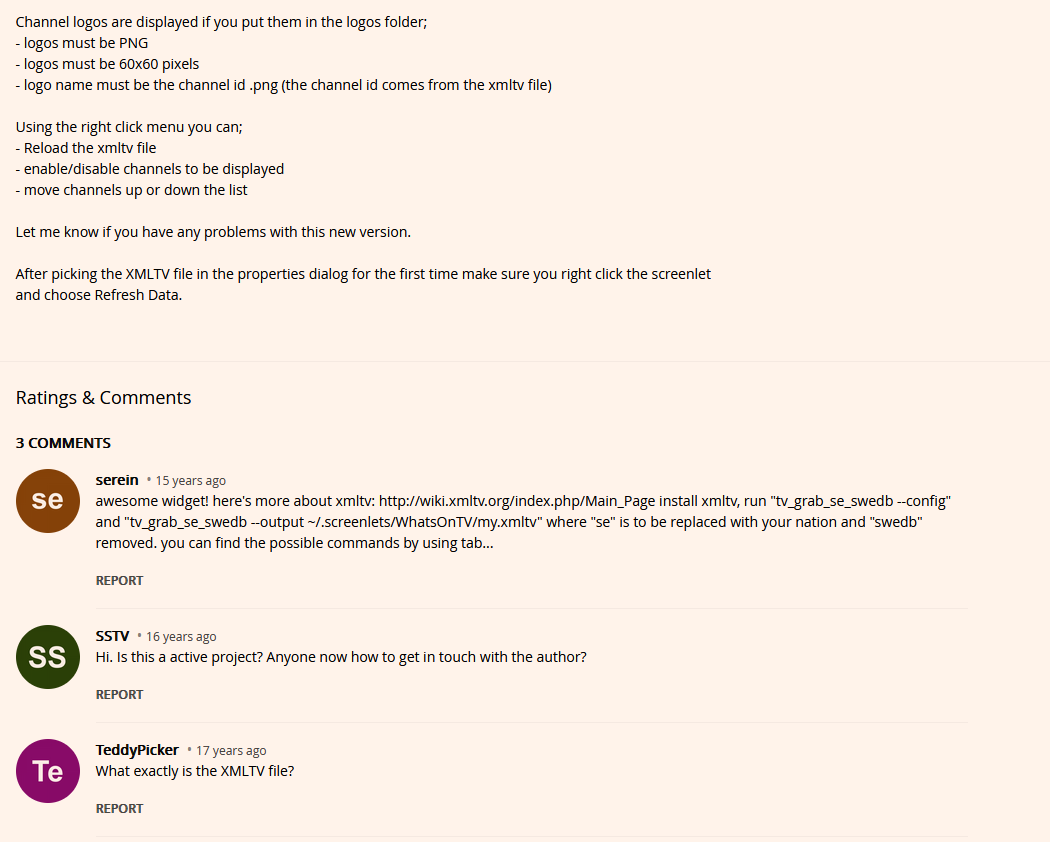 Channel logos are displayed if you put them in the logos folder;
- logos must be PNG
- logos must be 60x60 pixels
- logo name must be the channel id .png (the channel id comes from the xmltv file)
Using the right click menu you can;
- Reload the xmltv file
- enable/disable channels to be displayed
- move channels up or down the list
Let me know if you have any problems with this new version.
After picking the XMLTV file in the properties dialog for the first time make sure you right click the screenlet
and choose Refresh Data.
Ratings & Comments
3 COMMENTS
se
serein • 15 years ago
awesome widget! here's more about xmltv: http://wiki.xmltv.org/index.php/Main_Page install xmltv, run "tv_grab_se_swedb --config"
and "tv_grab_se_swedb --output ~/.screenlets/WhatsOnTV/my.xmltv" where "se" is to be replaced with your nation and "swedb"
removed. you can find the possible commands by using tab...
REPORT
SS
SSTV • 16 years ago
Hi. Is this a active project? Anyone now how to get in touch with the author?
REPORT
Te
TeddyPicker • 17 years ago
What exactly is the XMLTV file?
REPORT